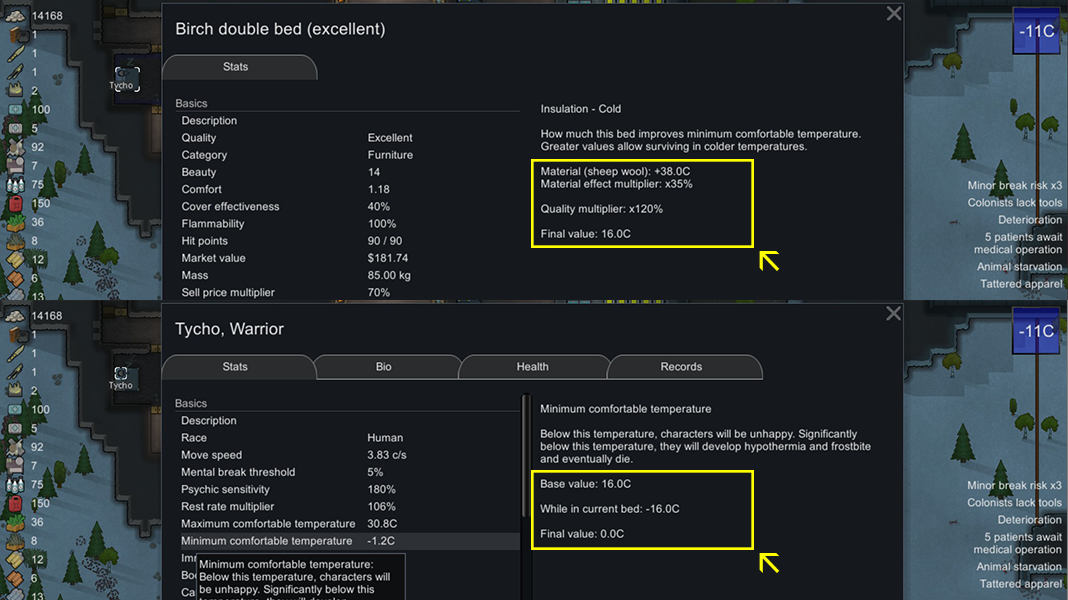 14168
1
1
1
2
100
5
92
7
75
150
36
8
12
6
13
Tycho
Birch double bed (excellent)
Stats
Basics
Description
Quality Excellent
Category Furniture
Beauty 14
Comfort 1.18
Cover effectiveness 40%
Flammability 100%
Hit points 90 / 90
Market value $181.74
Mass 85.00 kg
Sell price multiplier 70%
Insulation - Cold
How much this bed improves minimum comfortable temperature.
Greater values allow surviving in colder temperatures.
Material (sheep wool): +38.0C
Material effect multiplier: x35%
Quality multiplier: x120%
Final value: 16.0C
-11C
Minor break risk x3
Colonists lack tools
Deterioration
5 patients await
medical operation
Animal starvation
Tattered apparel
14168
1
1
1
2
100
5
92
7
75
150
36
8
12
6
13
Tycho
Tycho, Warrior
Stats Bio Health Records
Basics
Description
Race Human
Move speed 3.83 c/s
Mental break threshold 5%
Psychic sensitivity 180%
Rest rate multiplier 106%
Maximum comfortable temperature 30.8C
Minimum comfortable temperature -1.2C
Minimum comfortable temperature:
Below this temperature, characters will
be unhappy. Significantly below this
Minimum comfortable temperature
Below this temperature, characters will be unhappy. Significantly
below this temperature, they will develop hypothermia and frostbite
and eventually die.
Base value: 16.0C
While in current bed: -16.0C
Final value: 0.0C
-11C
Minor break risk x3
Colonists lack tools
Deterioration
5 patients await
medical operation
Animal starvation
Tattered apparel